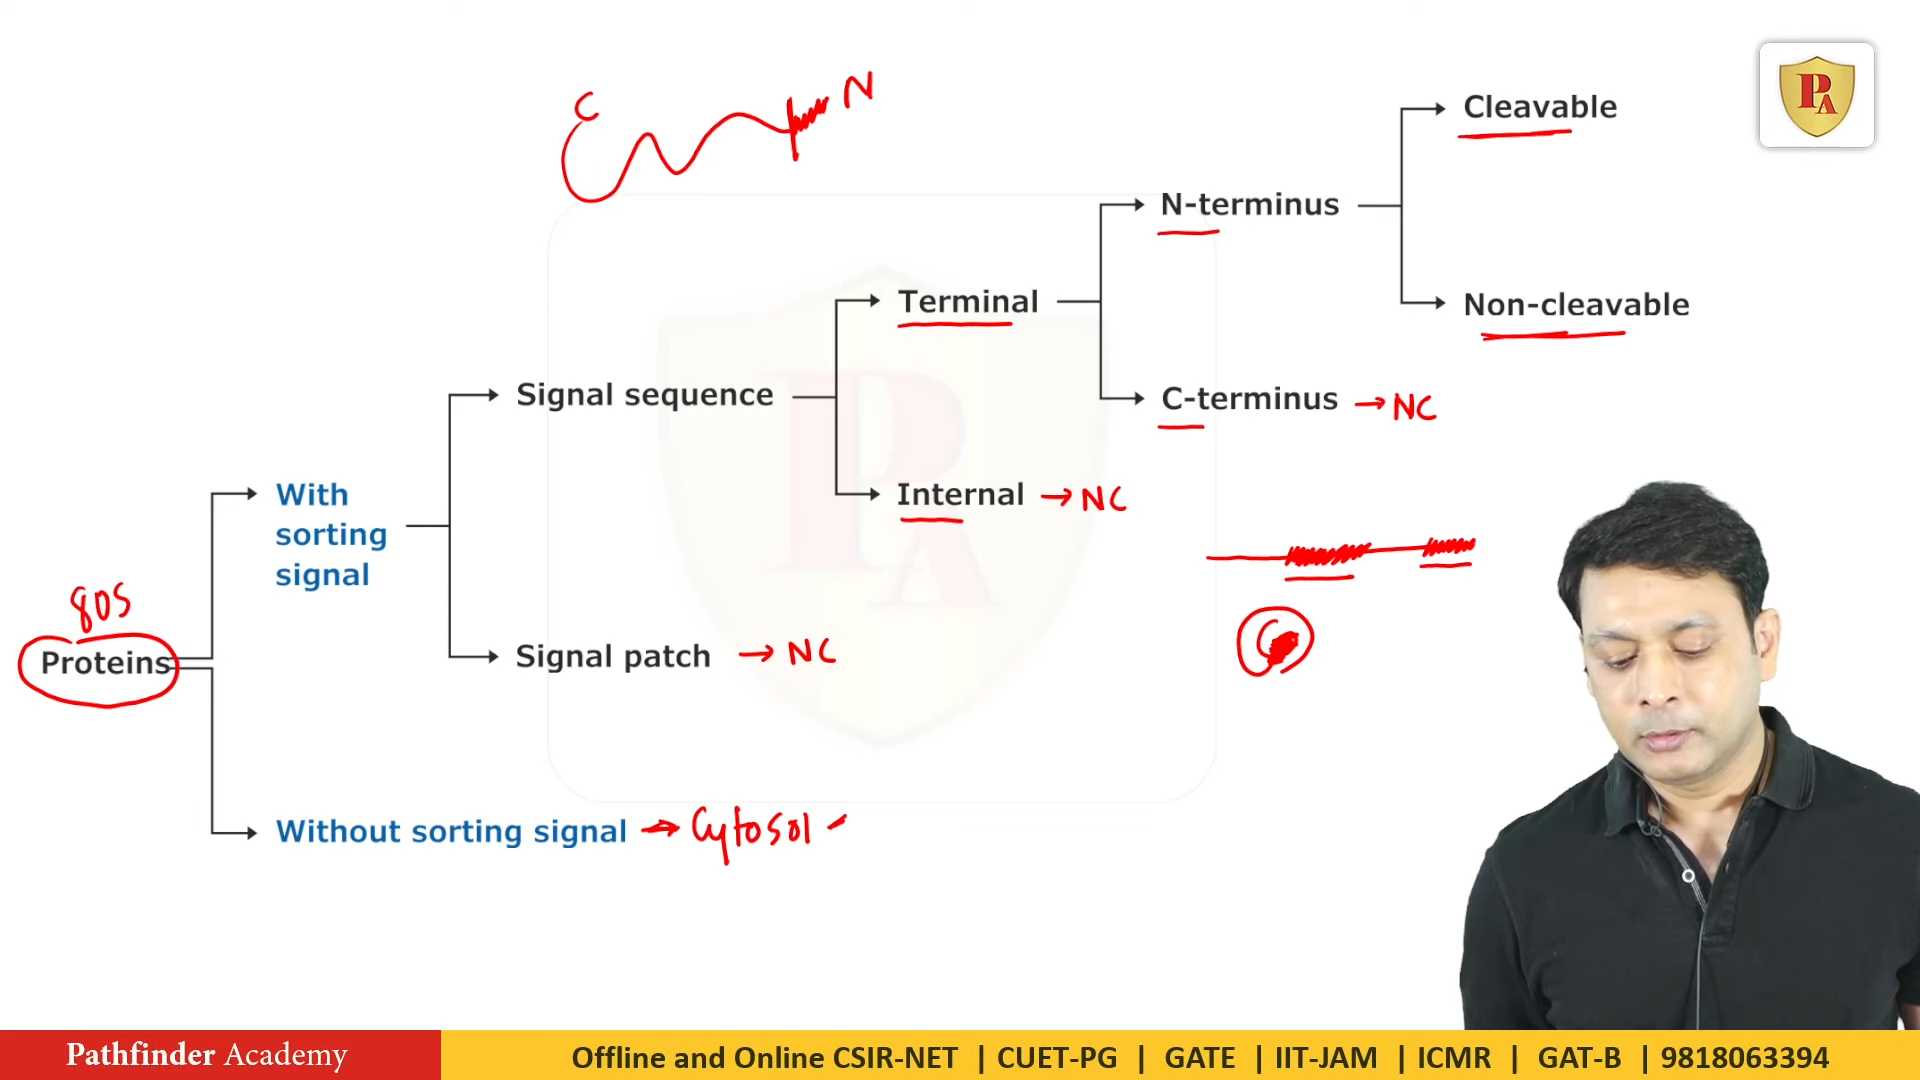 C
N
Cleavable
N-terminus
Terminal
Non-cleavable
Signal sequence
C-terminus → NC
With
sorting
signal
Internal → NC
80S
Proteins
Signal patch → NC
Without sorting signal → Cytosol
PA
Pathfinder Academy
Offline and Online CSIR-NET | CUET-PG | GATE | IIT-JAM | ICMR | GAT-B | 9818063394